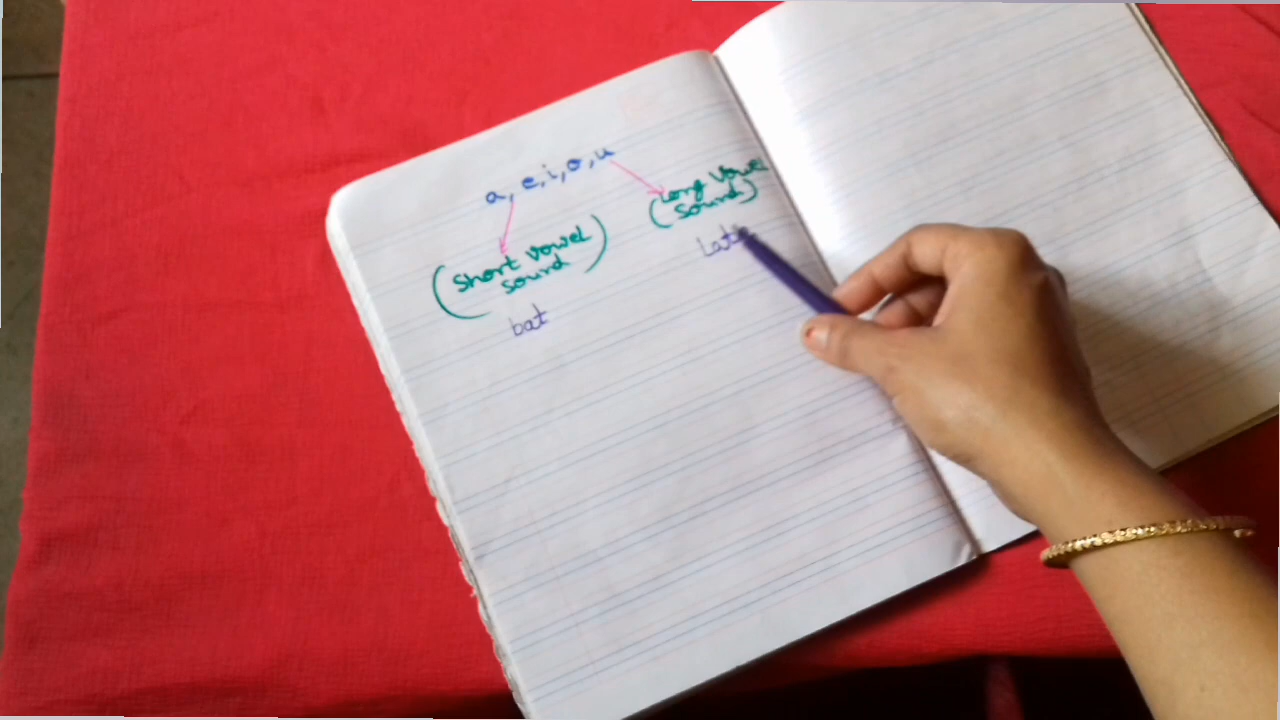 a, e, i, o, u
(short vowel
sound)
(long vowel
sound)
bat
late